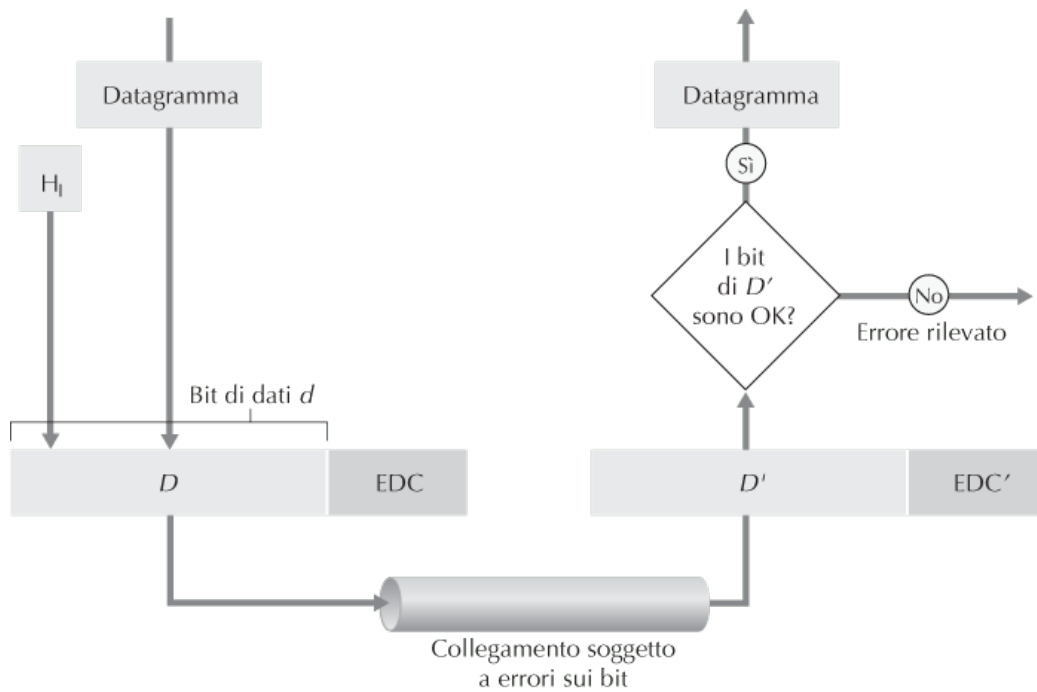 Datagramma
Datagramma
H_l
Sì
I bit
di D′
sono OK?
No
Errore rilevato
Bit di dati d
D
EDC
D'
EDC′
Collegamento soggetto
a errori sui bit